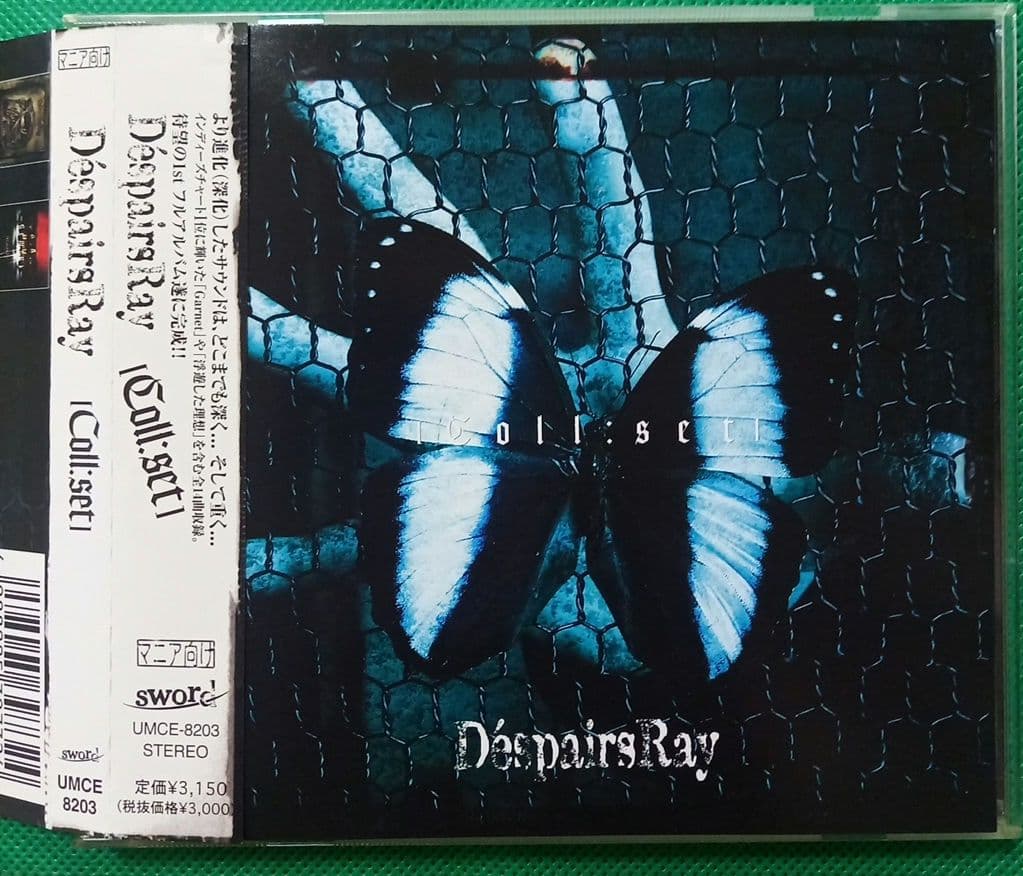 マニア向け
DéspairsRay
[Coll:set]
sword
UMCE
8203
より進化(深化)したサウンドは、どこまでも深く… そして重く…
インディーズチャート1位に輝いた「Garnet」や「浮遊した理想」を含む全14曲収録。
待望の1st フルアルバム遂に完成!!
DéspairsRay
[Coll:set]
マニア向け
sword
UMCE-8203
STEREO
定価¥3,150
(税抜価格¥3,000)
[Coll:set]
DéspairsRay